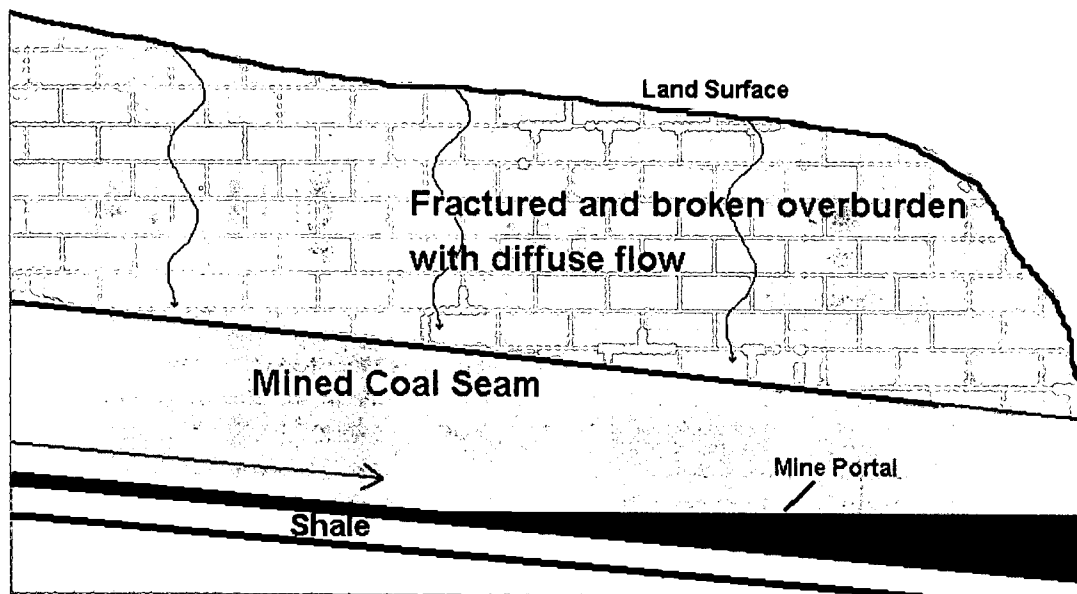 Land Surface
Fractured and broken overburden
with diffuse flow
Mined Coal Seam
Mine Portal
Shale